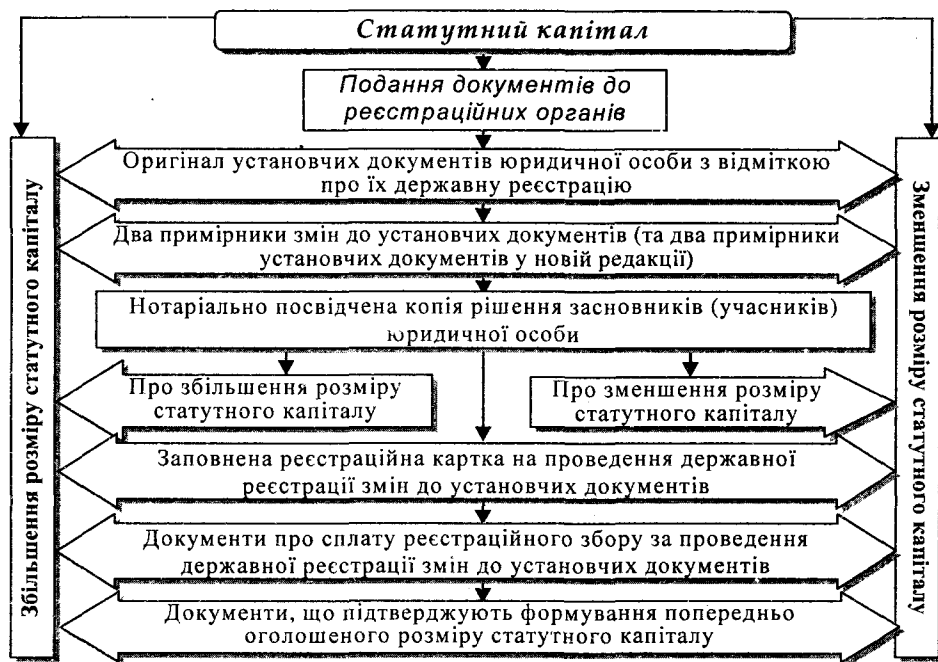 Статутний капітал
Подання документів до
реєстраційних органів
Збільшення розміру статутного капіталу
Зменшення розміру статутного капіталу
Оригінал установчих документів юридичної особи з відміткою
про їх державну реєстрацію
Два примірники змін до установчих документів (та два примірники
установчих документів у новій редакції)
Нотаріально посвідчена копія рішення засновників (учасників)
юридичної особи
Про збільшення розміру
статутного капіталу
Про зменшення розміру
статутного капіталу
Заповнена реєстраційна картка на проведення державної
реєстрації змін до установчих документів
Документи про сплату реєстраційного збору за проведення
державної реєстрації змін до установчих документів
Документи, що підтверджують формування попередньо
оголошеного розміру статутного капіталу